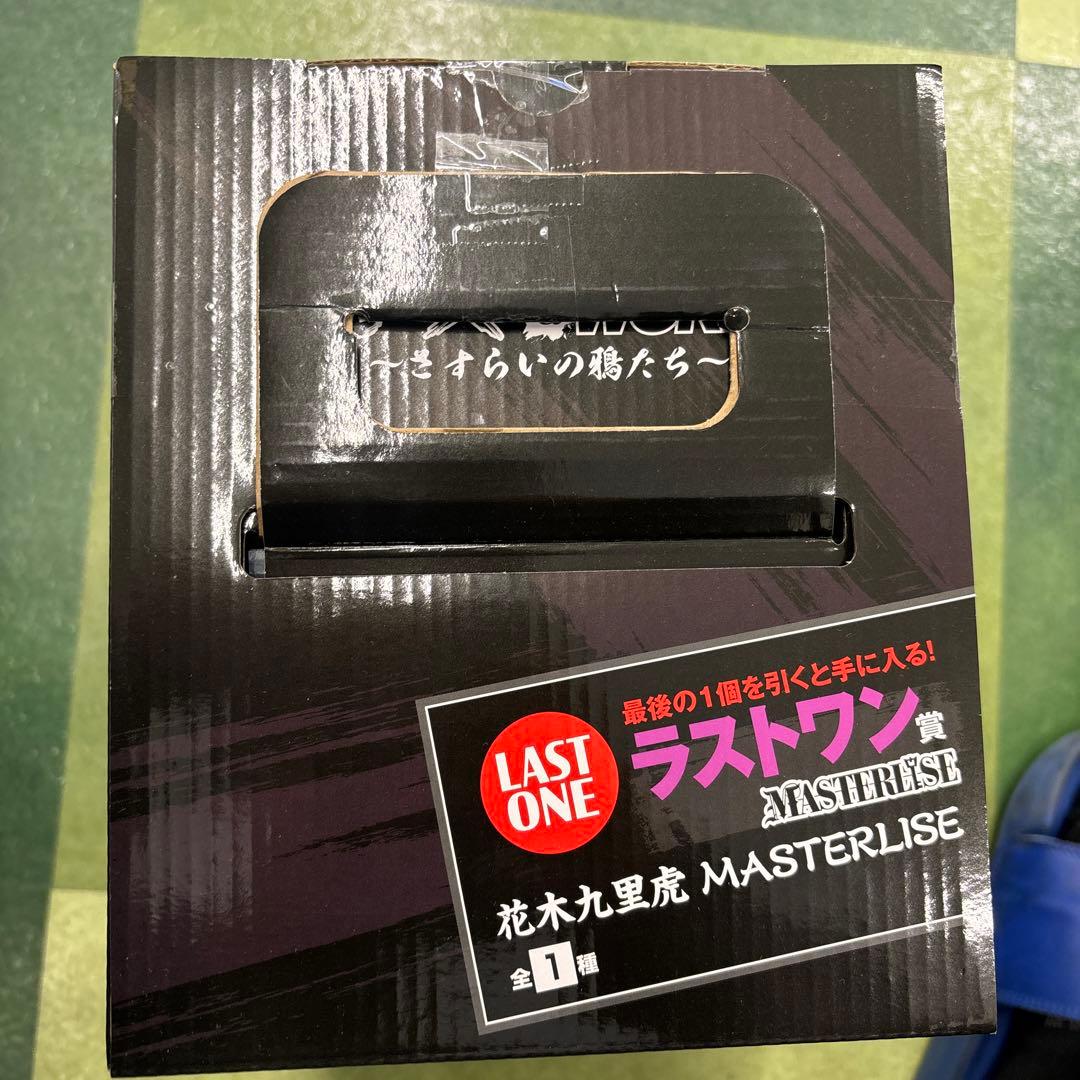 ～さすらいの鴉たち～
最後の1個を引くと手に入る!
LAST
ONE
ラストワン賞
MASTERLISE
花木九里虎 MASTERLISE
全1種